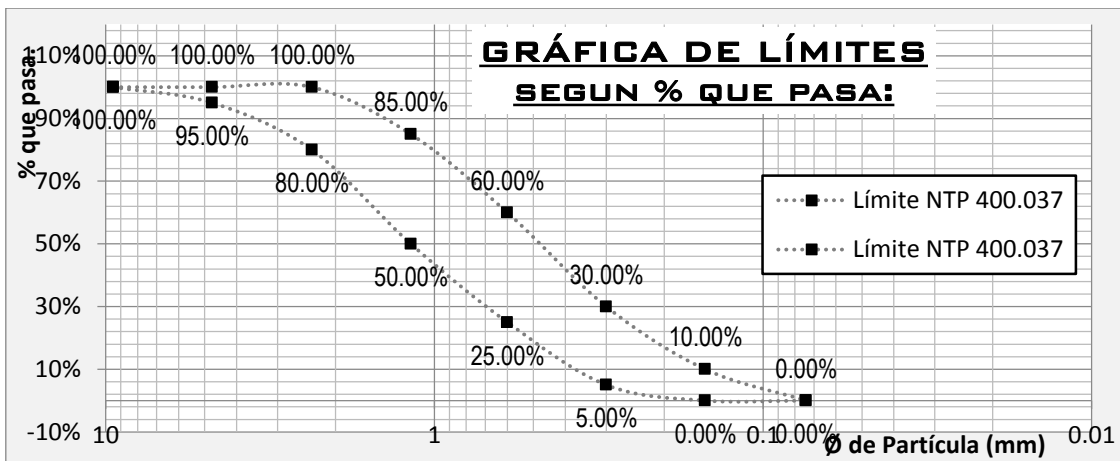 GRÁFICA DE LÍMITES
SEGUN % QUE PASA:
% que pasa:
110%
90%
70%
50%
30%
10%
-10%
100.00% 100.00% 100.00%
85.00%
60.00%
30.00%
10.00%
0.00%
100.00%
95.00%
80.00%
50.00%
25.00%
5.00%
0.00%
0.00%
Límite NTP 400.037
Límite NTP 400.037
10 1 0.1 0.01
Ø de Partícula (mm)